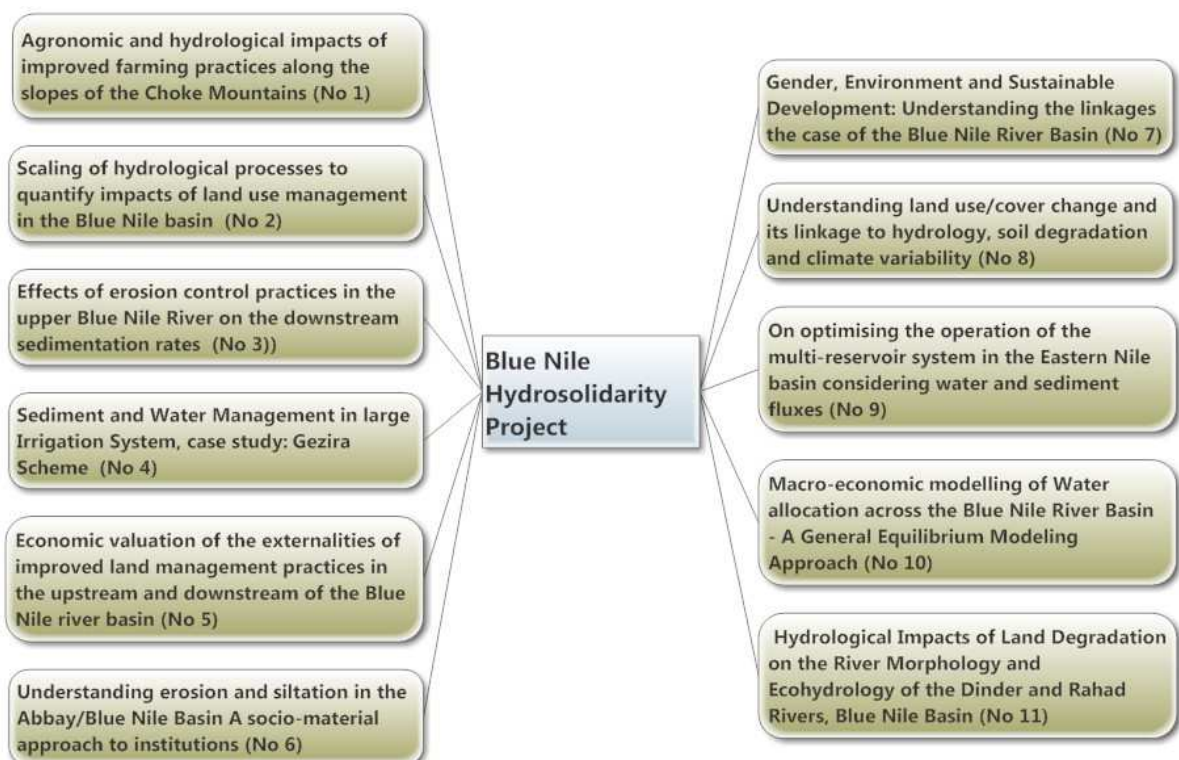 Agronomic and hydrological impacts of
improved farming practices along the
slopes of the Choke Mountains (No 1)
Scaling of hydrological processes to
quantify impacts of land use management
in the Blue Nile basin  (No 2)
Effects of erosion control practices in the
upper Blue Nile River on the downstream
sedimentation rates  (No 3))
Sediment and Water Management in large
Irrigation System, case study: Gezira
Scheme  (No 4)
Economic valuation of the externalities of
improved land management practices in
the upstream and downstream of the Blue
Nile river basin (No 5)
Understanding erosion and siltation in the
Abbay/Blue Nile Basin A socio-material
approach to institutions (No 6)
Blue Nile
Hydrosolidarity
Project
Gender, Environment and Sustainable
Development: Understanding the linkages
the case of the Blue Nile River Basin (No 7)
Understanding land use/cover change and
its linkage to hydrology, soil degradation
and climate variability (No 8)
On optimising the operation of the
multi-reservoir system in the Eastern Nile
basin considering water and sediment
fluxes (No 9)
Macro-economic modelling of Water
allocation across the Blue Nile River Basin
- A General Equilibrium Modeling
Approach (No 10)
Hydrological Impacts of Land Degradation
on the River Morphology and
Ecohydrology of the Dinder and Rahad
Rivers, Blue Nile Basin (No 11)